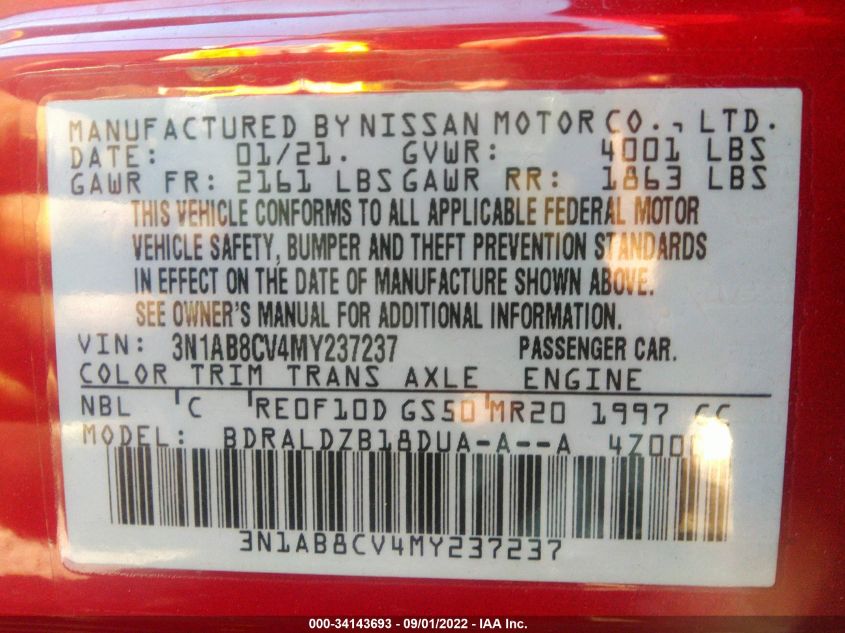 MANUFACTURED BY NISSAN MOTOR CO., LTD.
DATE: 01/21. GVWR: 4001 LBS
GAWR FR: 2161 LBS GAWR RR: 1863 LBS
THIS VEHICLE CONFORMS TO ALL APPLICABLE FEDERAL MOTOR
VEHICLE SAFETY, BUMPER AND THEFT PREVENTION STANDARDS
IN EFFECT ON THE DATE OF MANUFACTURE SHOWN ABOVE.
SEE OWNER'S MANUAL FOR ADDITIONAL INFORMATION.
VIN: 3N1AB8CV4MY237237 PASSENGER CAR.
COLOR TRIM TRANS AXLE ENGINE
NBL C RE0F10D GS50 MR20 1997 CC
MODEL: BDRALDZB18DUA-A--A
3N1AB8CV4MY237237
000-34143693 - 09/01/2022 - IAA Inc.